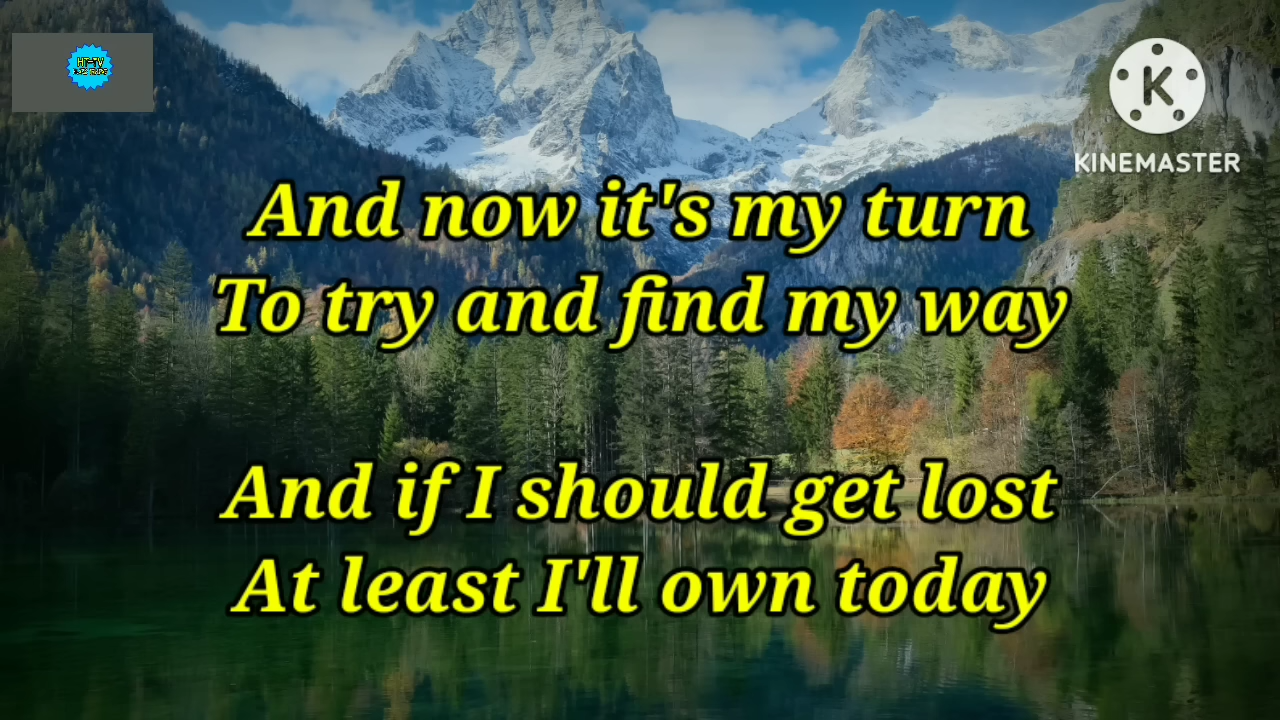 KINEMASTER
And now it's my turn
To try and find my way
And if I should get lost
At least I'll own today